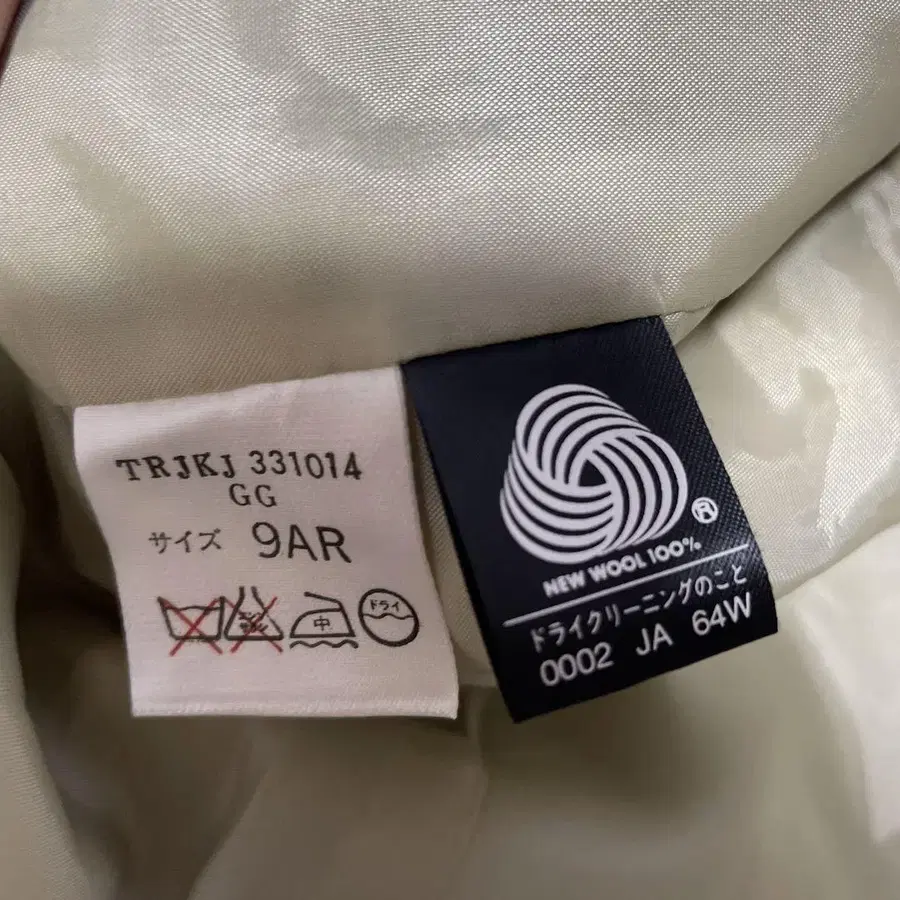 TRJKJ 331014
GG
サイズ 9AR
中
ドライ
R
NEW WOOL 100%
ドライクリーニングのこと
0002 JA 64W